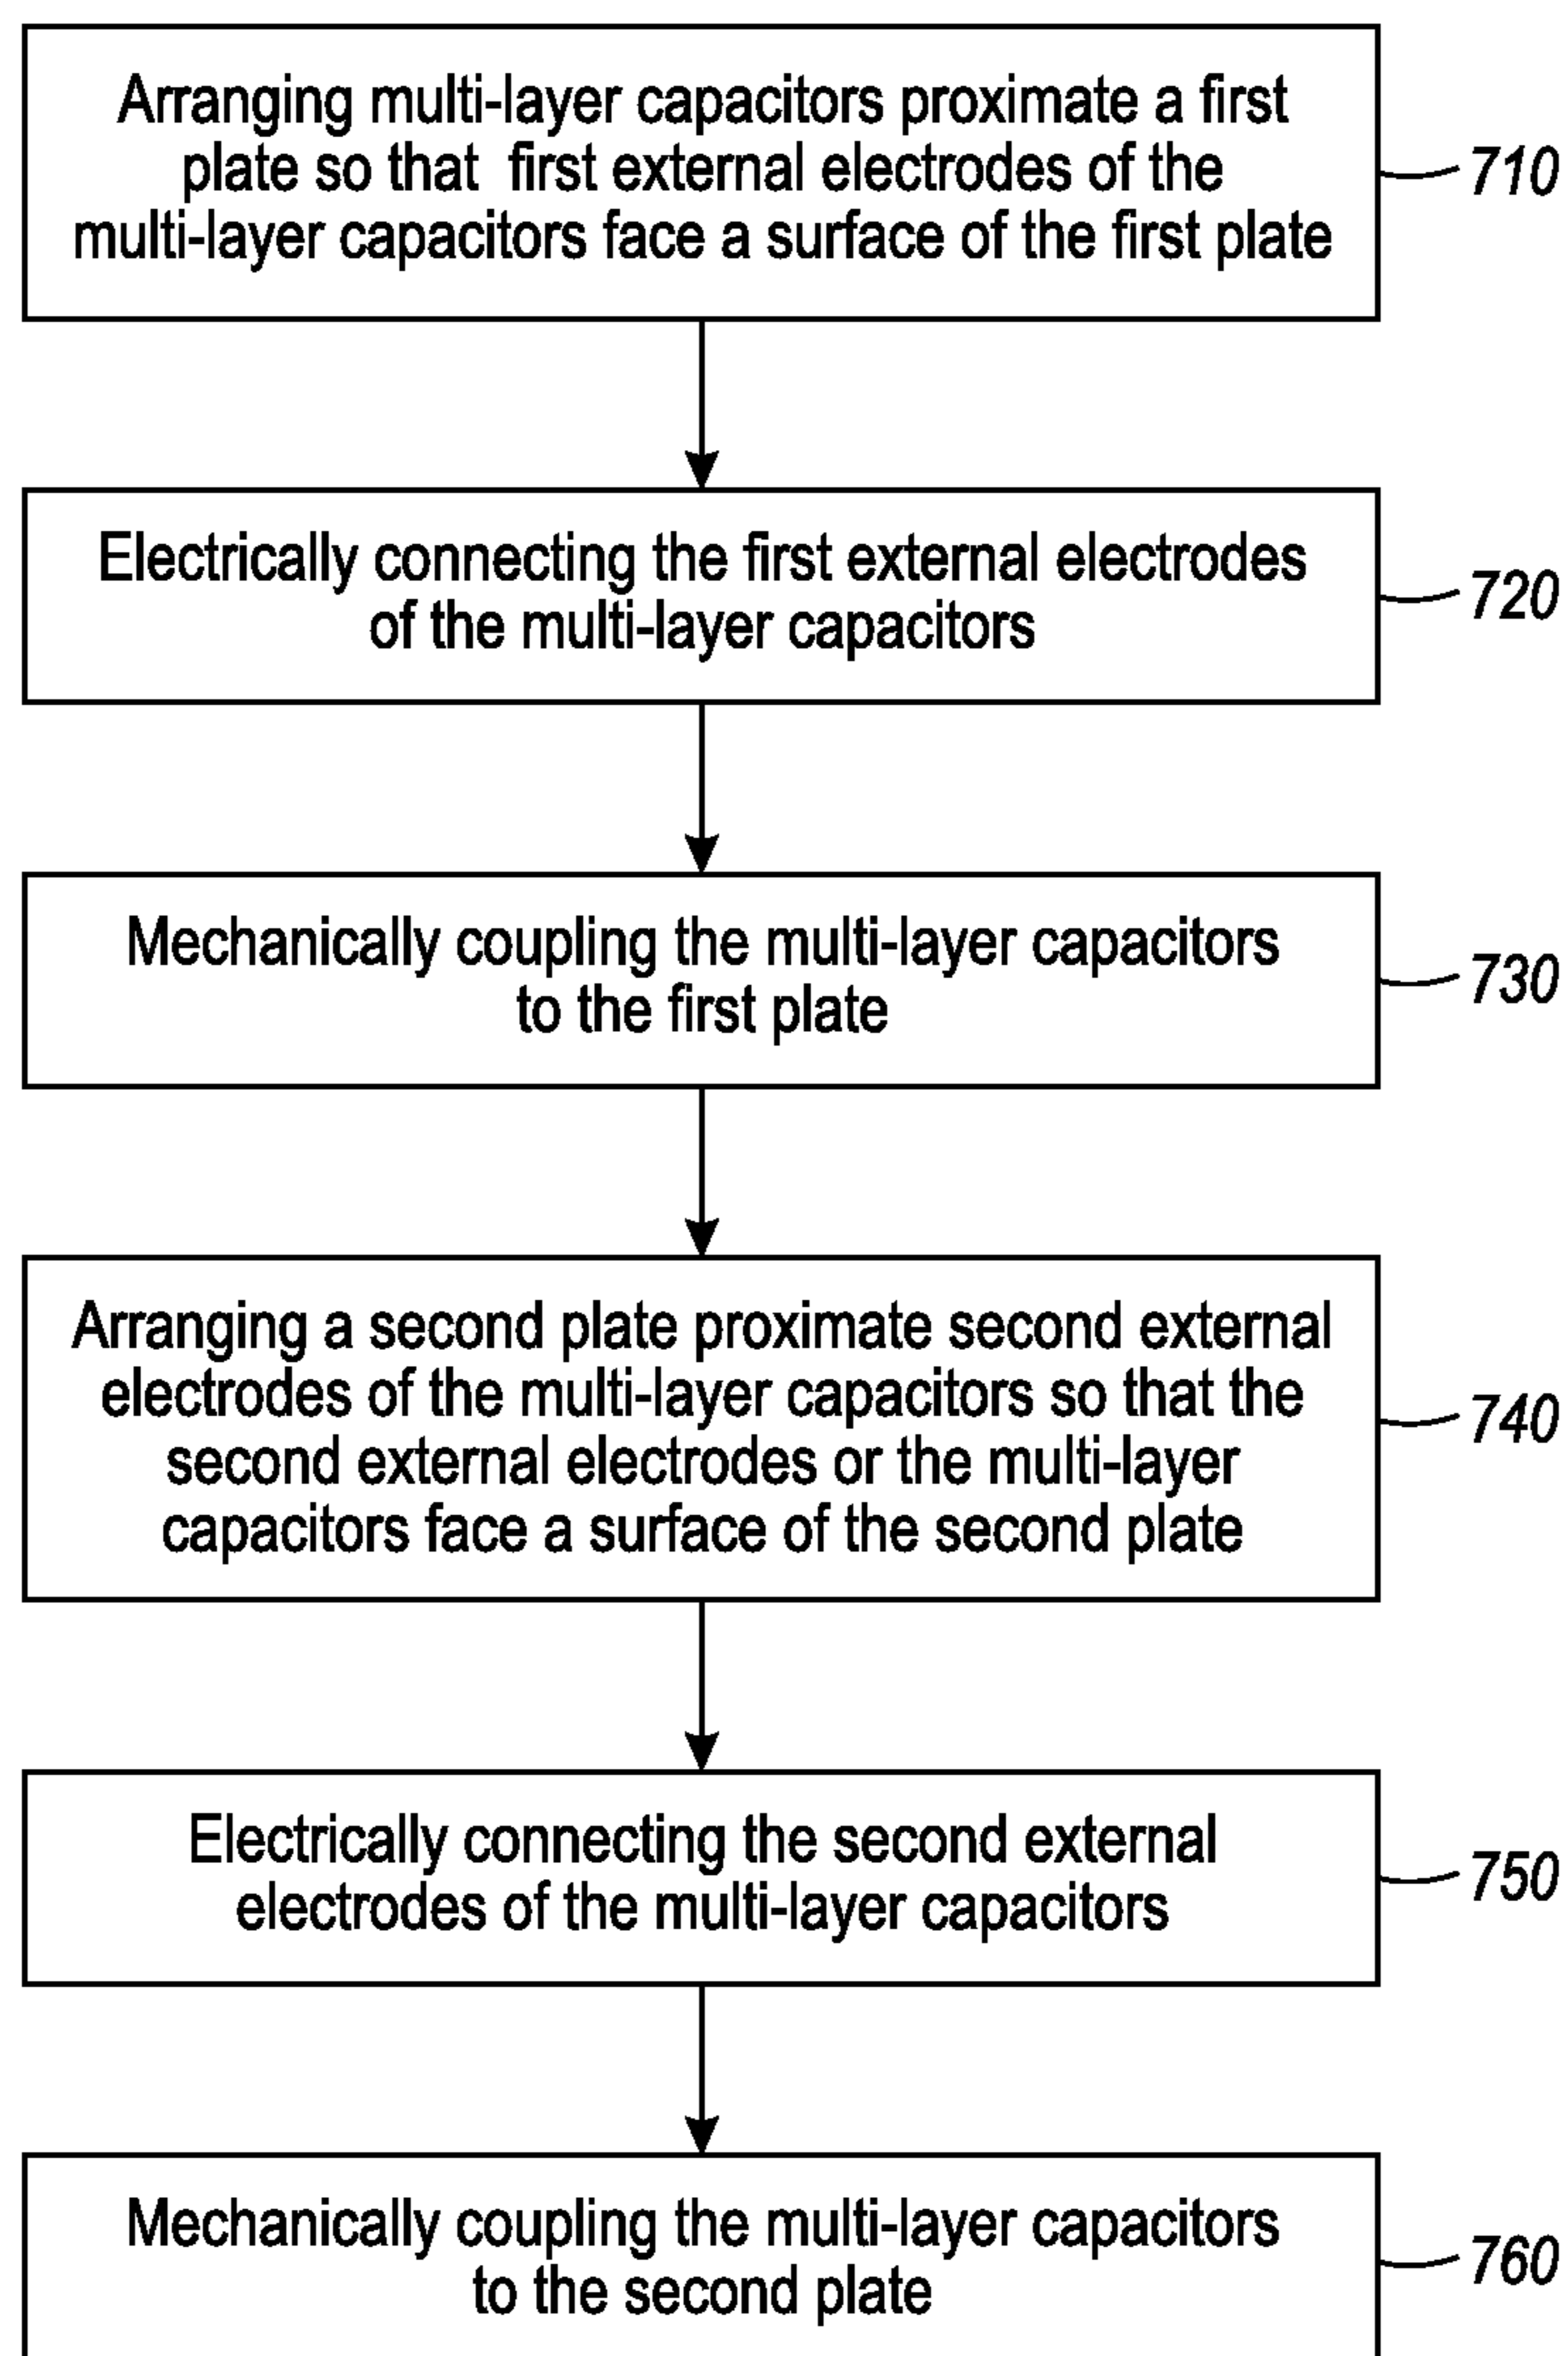 Arranging multi-layer capacitors proximate a first
plate so that first external electrodes of the
multi-layer capacitors face a surface of the first plate
710
Electrically connecting the first external electrodes
of the multi-layer capacitors
720
Mechanically coupling the multi-layer capacitors
to the first plate
730
Arranging a second plate proximate second external
electrodes of the multi-layer capacitors so that the
second external electrodes or the multi-layer
capacitors face a surface of the second plate
740
Electrically connecting the second external
electrodes of the multi-layer capacitors
750
Mechanically coupling the multi-layer capacitors
to the second plate
760